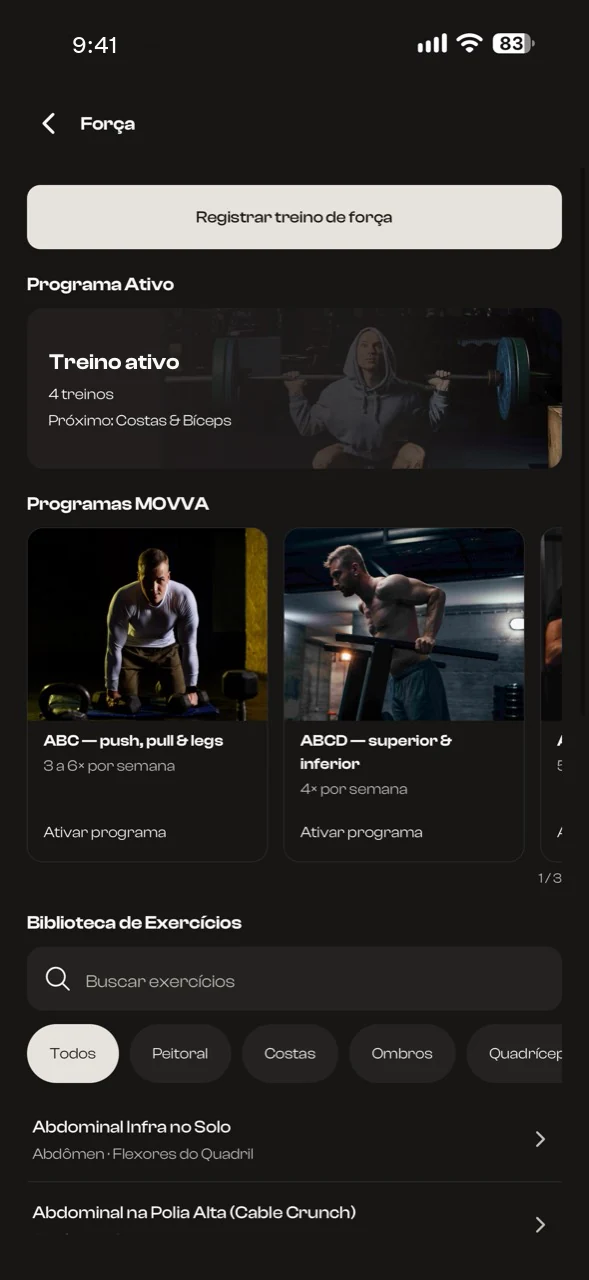 9:41
83
Força
Registrar treino de força
Programa Ativo
Treino ativo
4 treinos
Próximo: Costas & Bíceps
Programas MOVVA
ABC — push, pull & legs
3 a 6× por semana
Ativar programa
ABCD — superior &
inferior
4× por semana
Ativar programa
A
5
A
1/3
Biblioteca de Exercícios
Buscar exercícios
Todos
Peitoral
Costas
Ombros
Quadrícep
Abdominal Infra no Solo
Abdômen · Flexores do Quadril
Abdominal na Polia Alta (Cable Crunch)